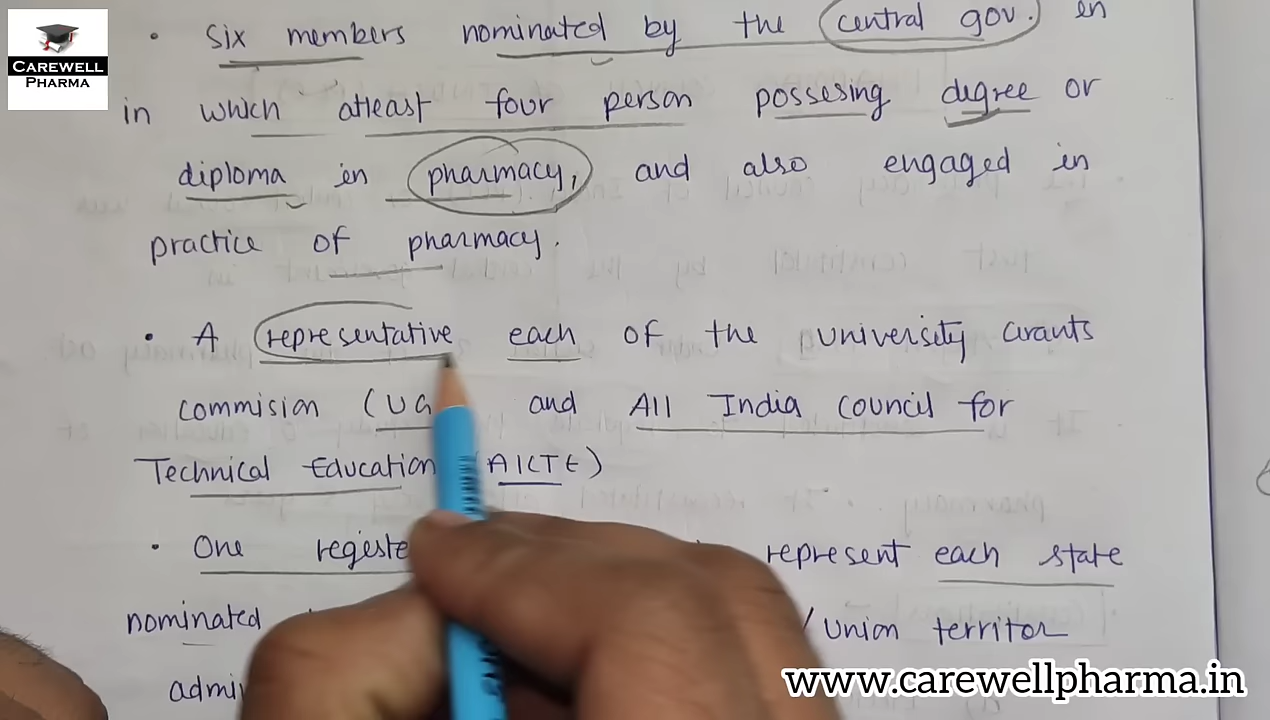 CAREWELL
PHARMA
• Six members nominated by the central gov. in
in which atleast four person possesing degree or
diploma in pharmacy, and also engaged in
practice of pharmacy.
• A representative each of the University Grants
commision (UG and All India Council for
Technical Education (AICTE)
• One registe represent each state
nominated /Union territor
admi
www.carewellpharma.in